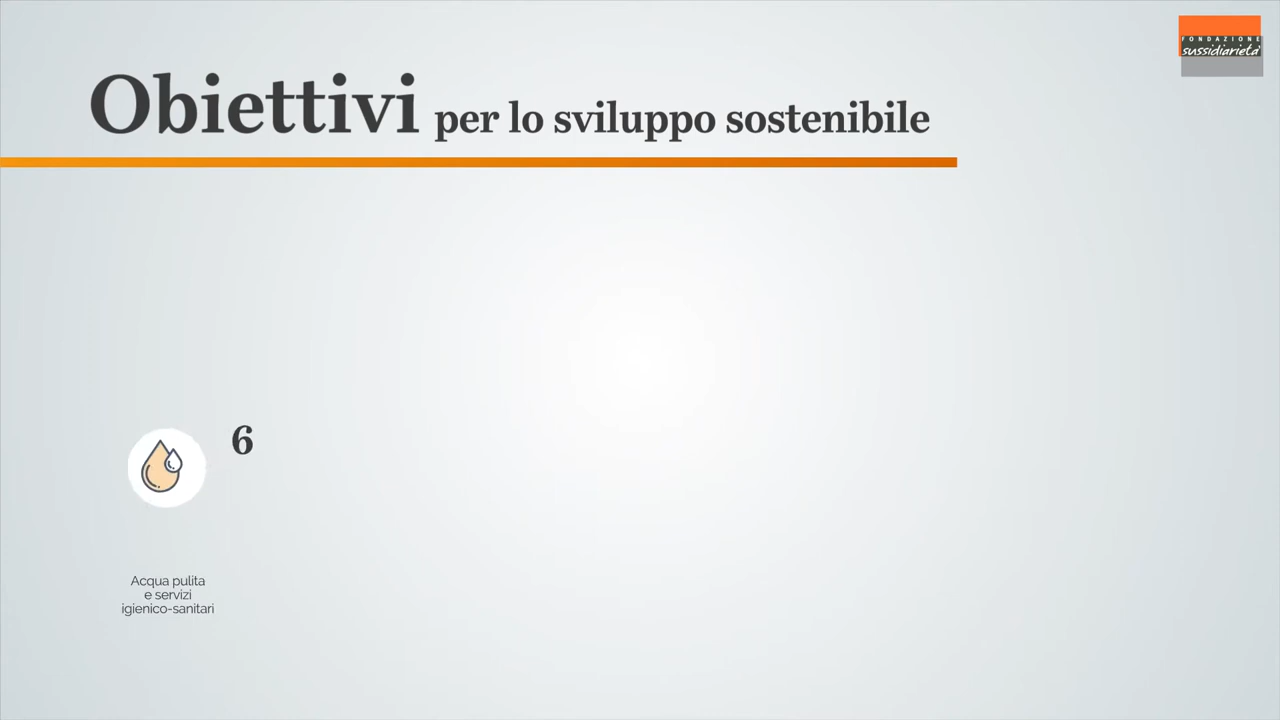 FONDAZIONE
sussidiarietà
Obiettivi per lo sviluppo sostenibile
6
Acqua pulita
e servizi
igienico-sanitari